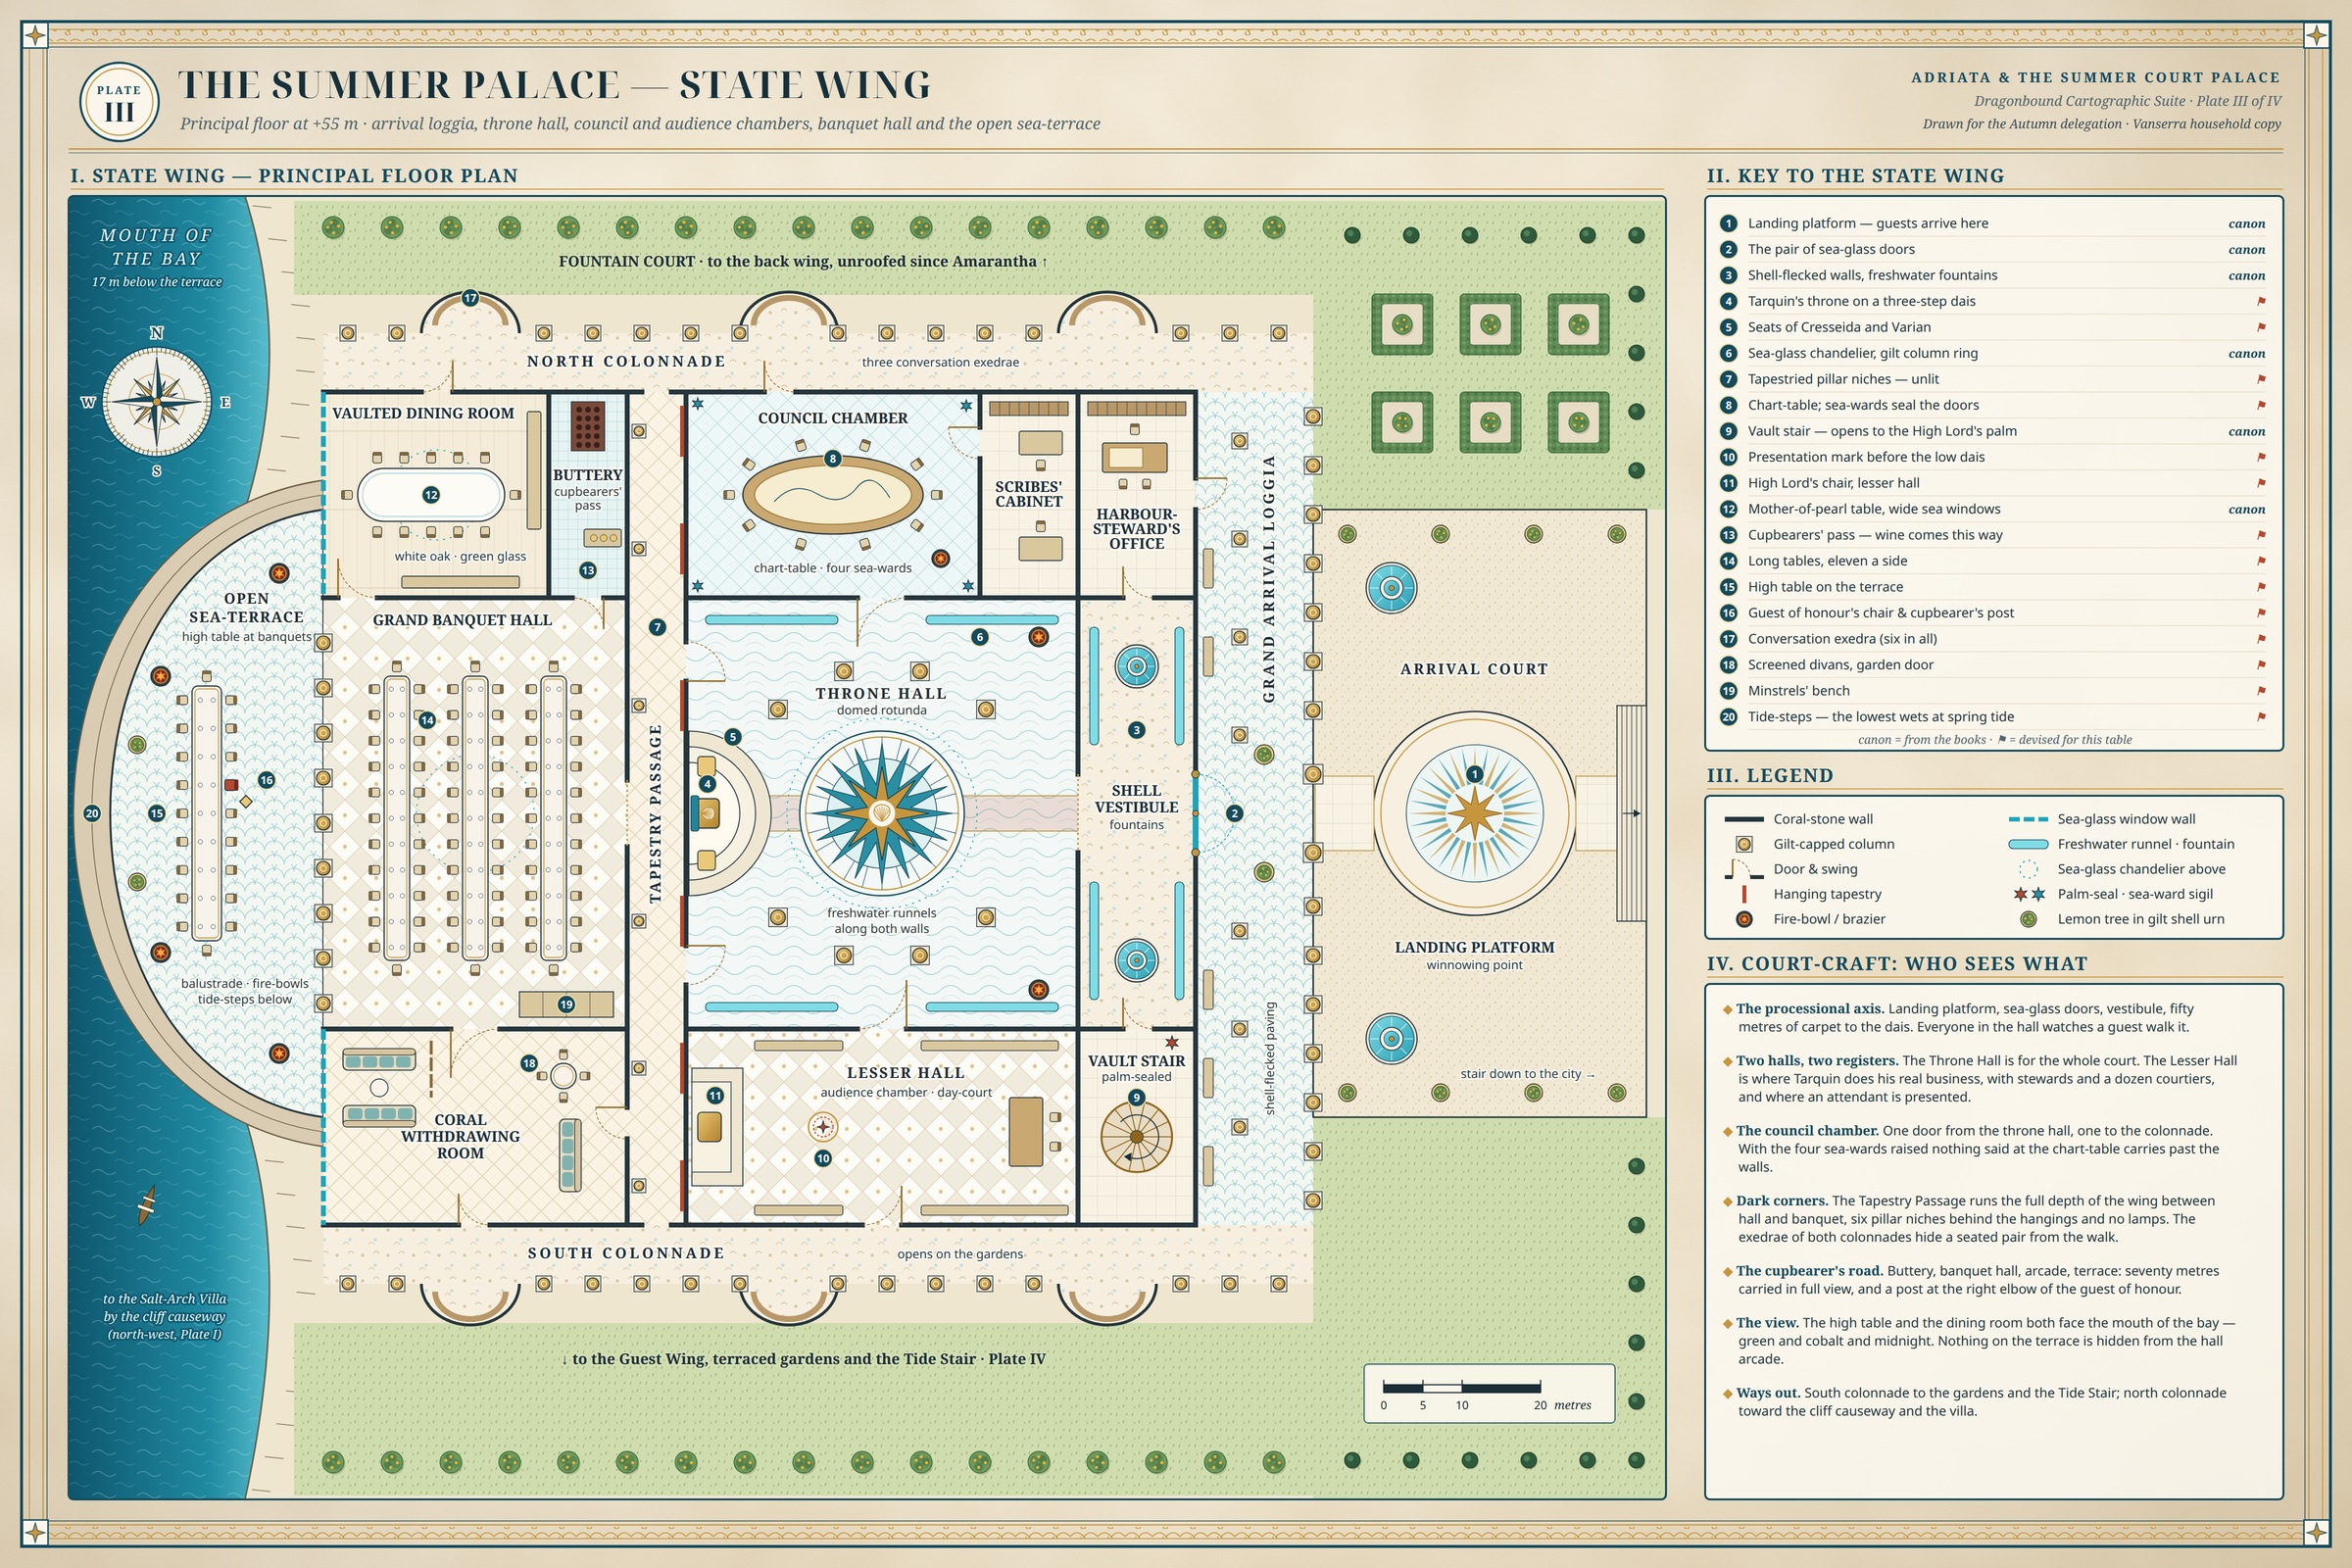 PLATE
III
THE SUMMER PALACE — STATE WING
Principal floor at +55 m · arrival loggia, throne hall, council and audience chambers, banquet hall and the open sea-terrace
ADRIATA & THE SUMMER COURT PALACE
Dragonbound Cartographic Suite · Plate III of IV
Drawn for the Autumn delegation · Vanserra household copy
I. STATE WING — PRINCIPAL FLOOR PLAN
MOUTH OF
THE BAY
17 m below the terrace
N
W
E
S
FOUNTAIN COURT · to the back wing, unroofed since Amarantha ↑
17
NORTH COLONNADE
three conversation exedrae
VAULTED DINING ROOM
12
white oak · green glass
BUTTERY
cupbearers'
pass
13
COUNCIL CHAMBER
8
chart-table · four sea-wards
SCRIBES'
CABINET
HARBOUR-
STEWARD'S
OFFICE
GRAND ARRIVAL LOGGIA
shell-flecked paving
OPEN
SEA-TERRACE
high table at banquets
16
20
15
balustrade · fire-bowls
tide-steps below
GRAND BANQUET HALL
14
19
7
TAPESTRY PASSAGE
6
THRONE HALL
domed rotunda
5
4
freshwater runnels
along both walls
3
SHELL
VESTIBULE
fountains
2
ARRIVAL COURT
1
LANDING PLATFORM
winnowing point
stair down to the city →
18
CORAL
WITHDRAWING
ROOM
11
LESSER HALL
audience chamber · day-court
10
VAULT STAIR
palm-sealed
9
SOUTH COLONNADE
opens on the gardens
to the Salt-Arch Villa
by the cliff causeway
(north-west, Plate I)
↓ to the Guest Wing, terraced gardens and the Tide Stair · Plate IV
0 5 10 20 metres
II. KEY TO THE STATE WING
1 Landing platform — guests arrive here canon
2 The pair of sea-glass doors canon
3 Shell-flecked walls, freshwater fountains canon
4 Tarquin's throne on a three-step dais ⚑
5 Seats of Cresseida and Varian ⚑
6 Sea-glass chandelier, gilt column ring canon
7 Tapestried pillar niches — unlit ⚑
8 Chart-table; sea-wards seal the doors ⚑
9 Vault stair — opens to the High Lord's palm canon
10 Presentation mark before the low dais ⚑
11 High Lord's chair, lesser hall ⚑
12 Mother-of-pearl table, wide sea windows canon
13 Cupbearers' pass — wine comes this way ⚑
14 Long tables, eleven a side ⚑
15 High table on the terrace ⚑
16 Guest of honour's chair & cupbearer's post ⚑
17 Conversation exedra (six in all) ⚑
18 Screened divans, garden door ⚑
19 Minstrels' bench ⚑
20 Tide-steps — the lowest wets at spring tide ⚑
canon = from the books · ⚑ = devised for this table
III. LEGEND
Coral-stone wall
Sea-glass window wall
Gilt-capped column
Freshwater runnel · fountain
Door & swing
Sea-glass chandelier above
Hanging tapestry
Palm-seal · sea-ward sigil
Fire-bowl / brazier
Lemon tree in gilt shell urn
IV. COURT-CRAFT: WHO SEES WHAT
◆ The processional axis. Landing platform, sea-glass doors, vestibule, fifty
metres of carpet to the dais. Everyone in the hall watches a guest walk it.
◆ Two halls, two registers. The Throne Hall is for the whole court. The Lesser Hall
is where Tarquin does his real business, with stewards and a dozen courtiers,
and where an attendant is presented.
◆ The council chamber. One door from the throne hall, one to the colonnade.
With the four sea-wards raised nothing said at the chart-table carries past the
walls.
◆ Dark corners. The Tapestry Passage runs the full depth of the wing between
hall and banquet, six pillar niches behind the hangings and no lamps. The
exedrae of both colonnades hide a seated pair from the walk.
◆ The cupbearer's road. Buttery, banquet hall, arcade, terrace: seventy metres
carried in full view, and a post at the right elbow of the guest of honour.
◆ The view. The high table and the dining room both face the mouth of the bay —
green and cobalt and midnight. Nothing on the terrace is hidden from the hall
arcade.
◆ Ways out. South colonnade to the gardens and the Tide Stair; north colonnade
toward the cliff causeway and the villa.